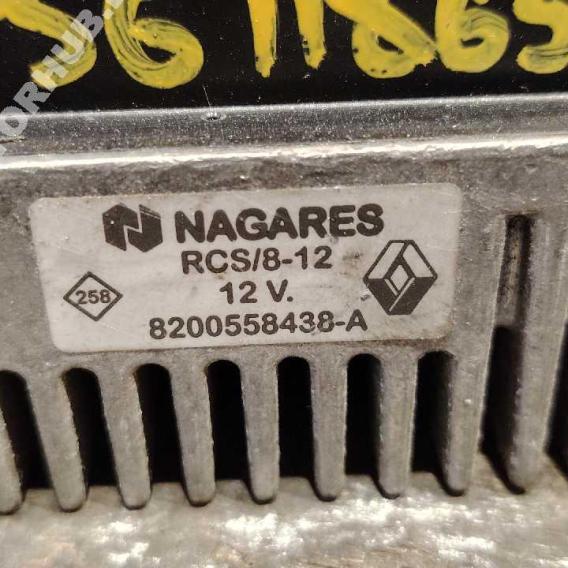 NAGARES
RCS/8-12
258
12 V.
8200558438-A